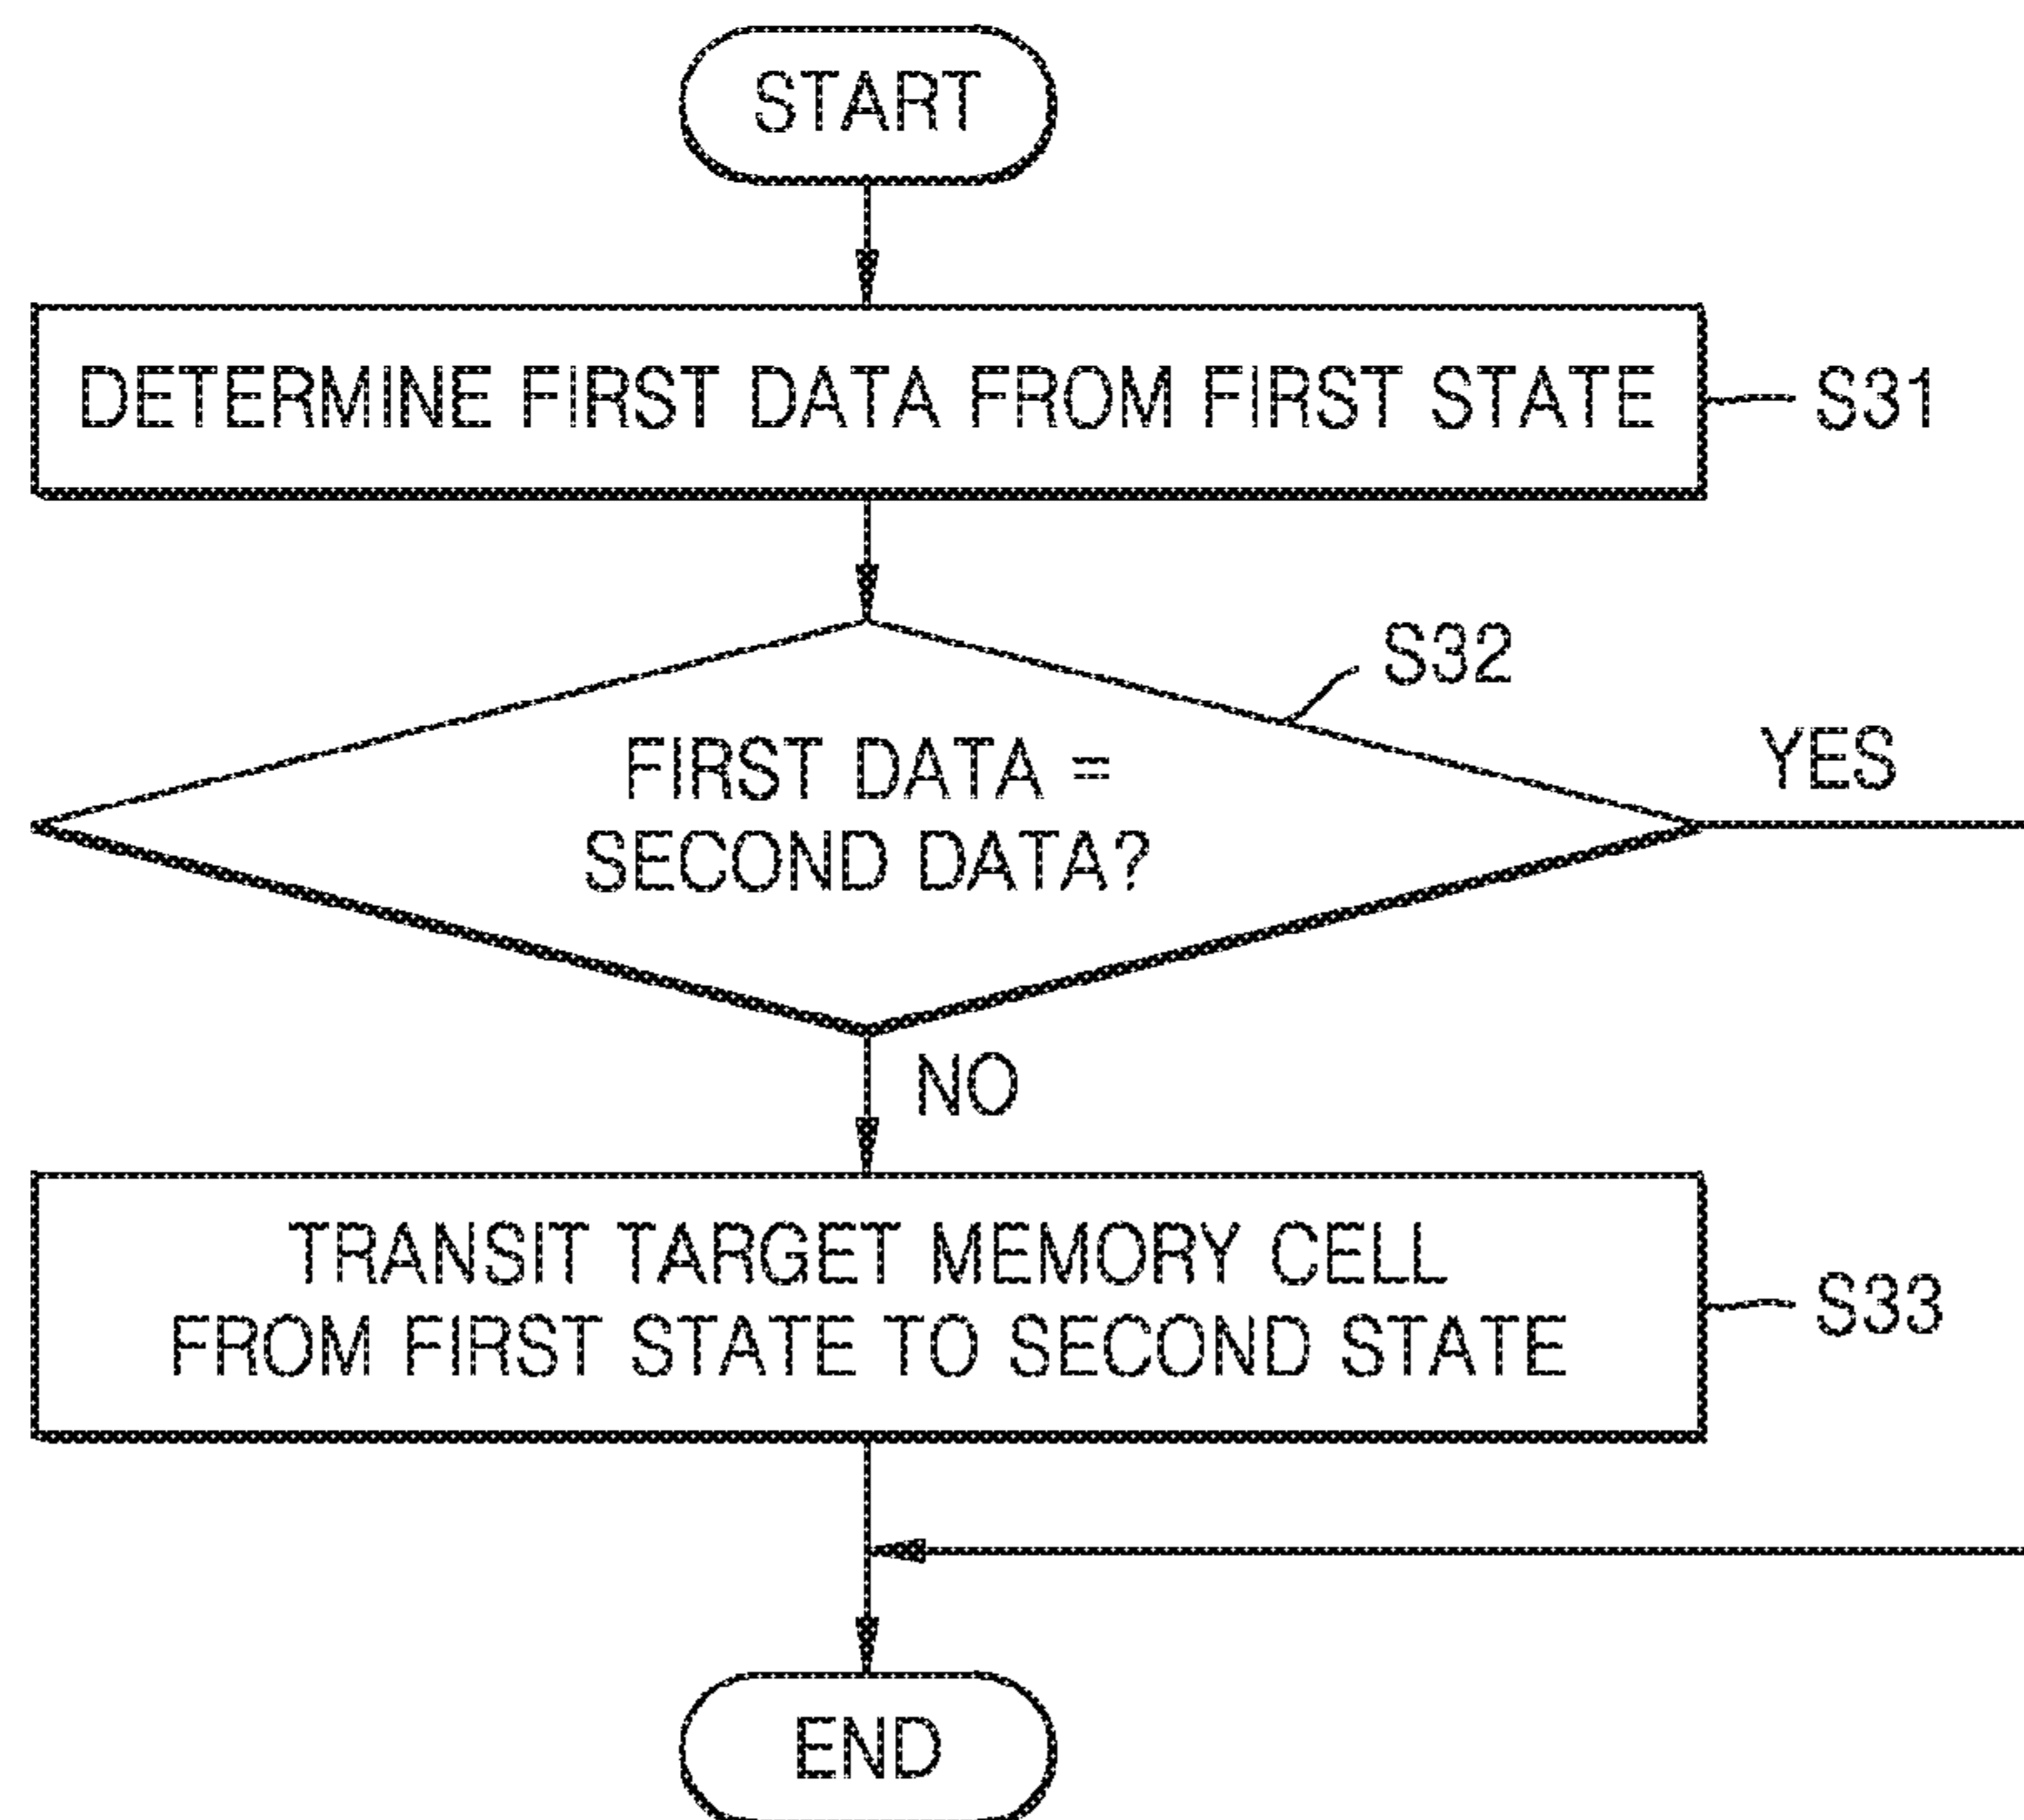 START
DETERMINE FIRST DATA FROM FIRST STATE
S31
S32
FIRST DATA =
SECOND DATA?
YES
NO
TRANSIT TARGET MEMORY CELL
FROM FIRST STATE TO SECOND STATE
S33
END